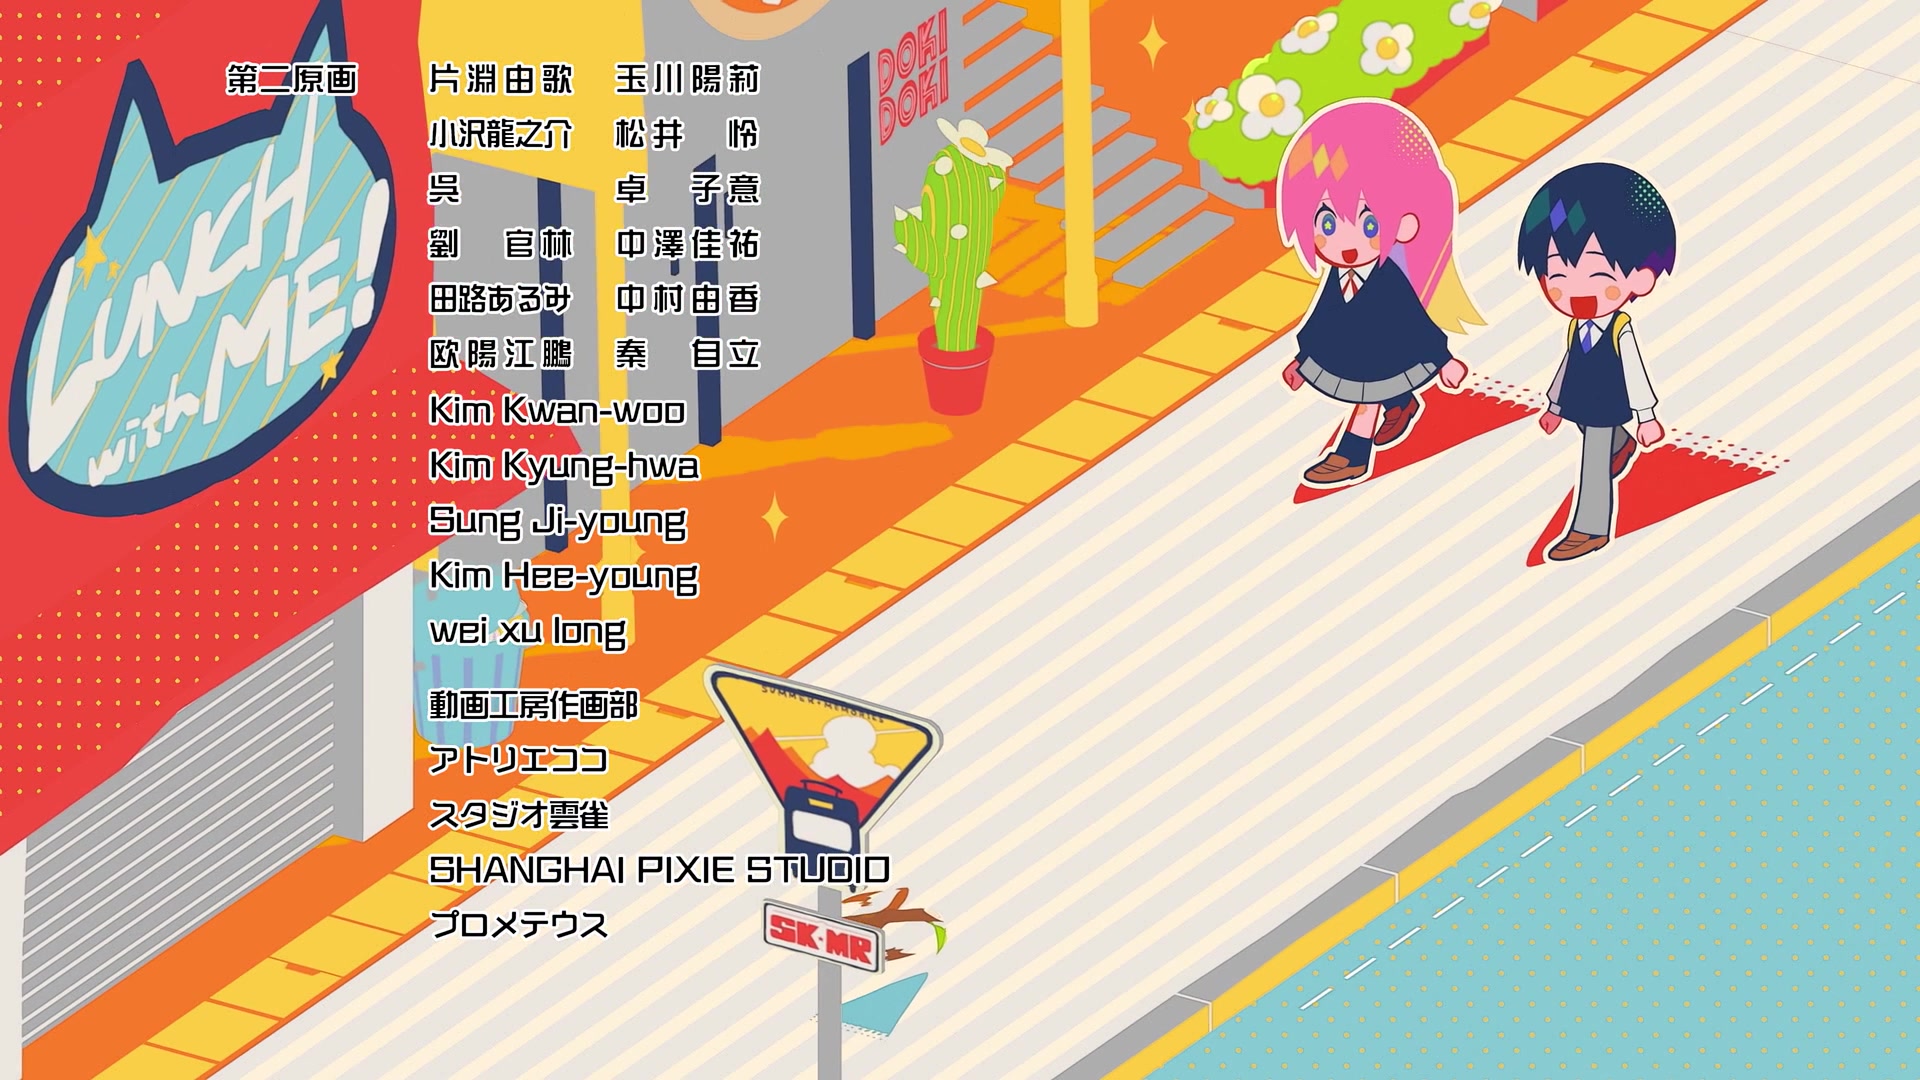 第二原画 片淵由歌 玉川陽莉
小沢龍之介 松井 怜
呉 卓 子意
劉 官林 中澤佳祐
田路あるみ 中村由香
欧陽江鵬 秦 自立
Kim Kwan-woo
Kim Kyung-hwa
Sung Ji-young
Kim Hee-young
wei xu long
動画工房作画部
アトリエココ
スタジオ雲雀
SHANGHAI PIXIE STUDIO
プロメテウス
LUNCH
with ME!
DOKI
DOKI
SUMMER・MEMORIES
SK・MR